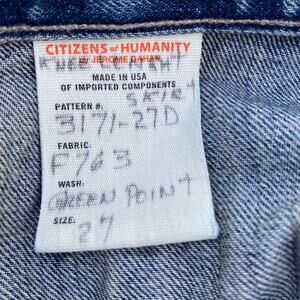 CITIZENS of HUMANITY
BY JEROME DAHAN
KNEE LENGHT
MADE IN USA
OF IMPORTED COMPONENTS
SKIRT
PATTERN #:
3171-27D
FABRIC:
F763
WASH:
GREEN POINT
SIZE:
27